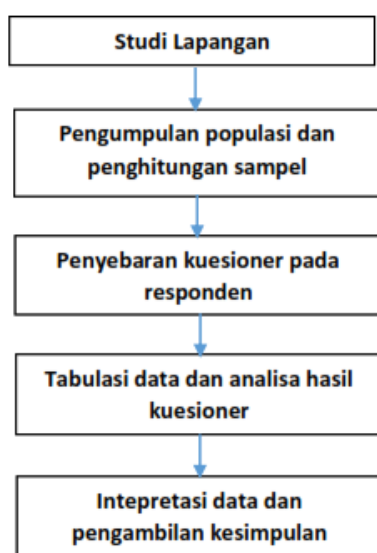 Studi Lapangan
Pengumpulan populasi dan
penghitungan sampel
Penyebaran kuesioner pada
responden
Tabulasi data dan analisa hasil
kuesioner
Intepretasi data dan
pengambilan kesimpulan